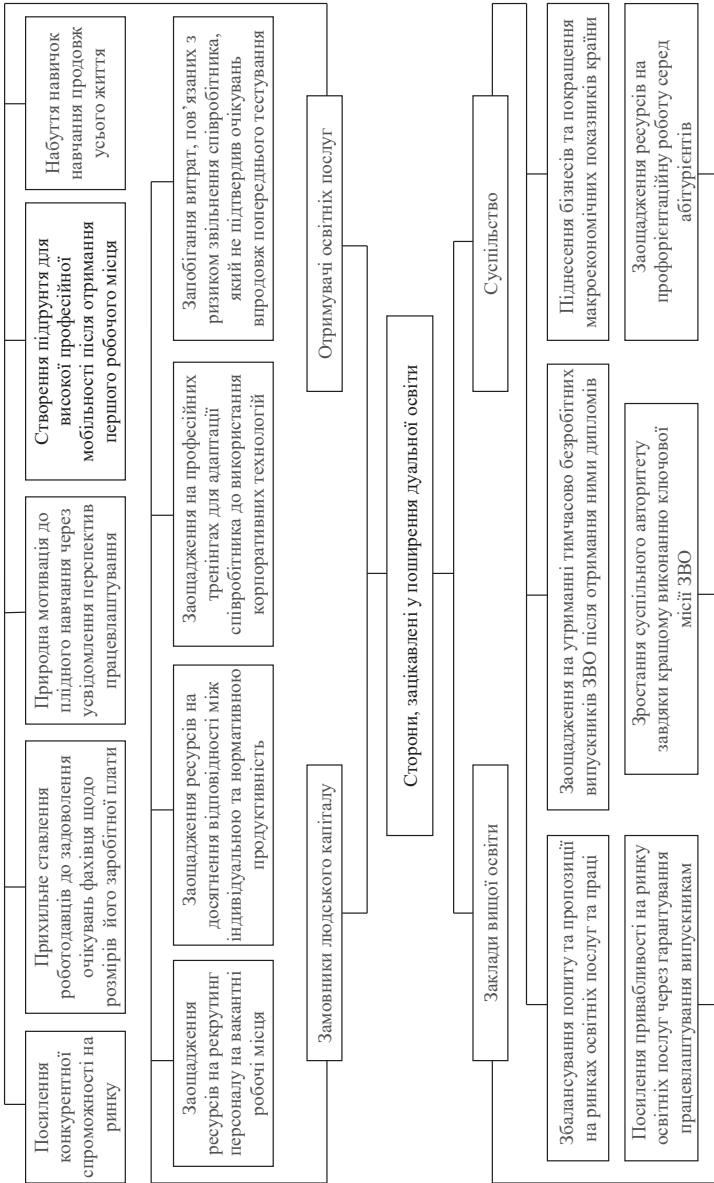 Посилення
конкурентної
спроможності на
ринку
Прихильне ставлення
роботодавців до задоволення
очікувань фахівця щодо
розмірів його заробітної плати
Природна мотивація до
плідного навчання через
усвідомлення перспектив
працевлаштування
Створення підґрунтя для
високої професійної
мобільності після отримання
першого робочого місця
Набуття навичок
навчання продовж
усього життя
Заощадження
ресурсів на рекрутинг
персоналу на вакантні
робочі місця
Заощадження ресурсів на
досягнення відповідності між
індивідуальною та нормативною
продуктивність
Заощадження на професійних
тренінгах для адаптації
співробітника до використання
корпоративних технологій
Запобігання витрат, пов’язаних з
ризиком звільнення співробітника,
який не підтвердив очікувань
впродовж попереднього тестування
Замовники людського капіталу
Отримувачі освітніх послуг
Сторони, зацікавлені у поширення дуальної освіти
Заклади вищої освіти
Суспільство
Збалансування попиту та пропозиції
на ринках освітніх послуг та праці
Заощадження на утриманні тимчасово безробітних
випускників ЗВО після отримання ними дипломів
Піднесення бізнесів та покращення
макроекономічних показників країни
Посилення привабливості на ринку
освітніх послуг через гарантування
працевлаштування випускникам
Зростання суспільного авторитету
завдяки кращому виконанню ключової
місії ЗВО
Заощадження ресурсів на
профорієнтаційну роботу серед
абітурієнтів